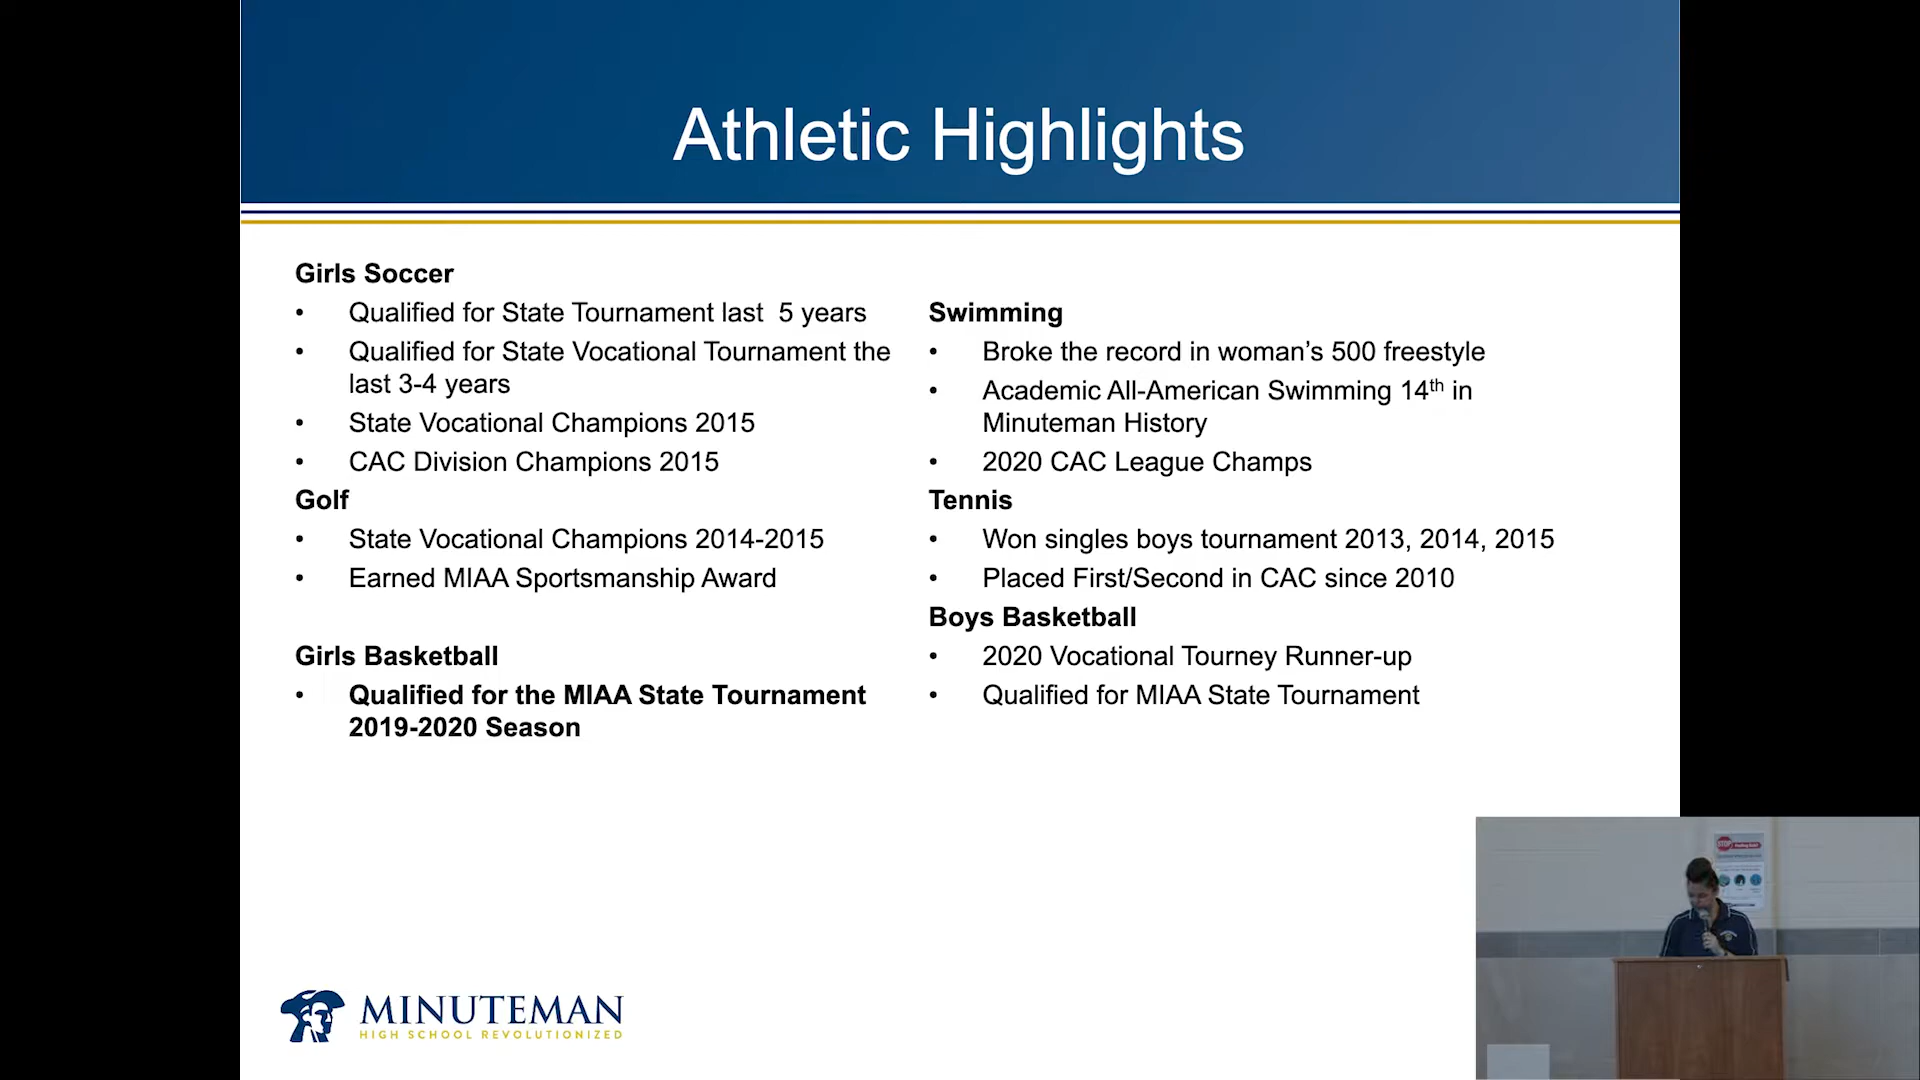 Athletic Highlights
Girls Soccer
• Qualified for State Tournament last  5 years
• Qualified for State Vocational Tournament the
last 3-4 years
• State Vocational Champions 2015
• CAC Division Champions 2015
Golf
• State Vocational Champions 2014-2015
• Earned MIAA Sportsmanship Award
Girls Basketball
• Qualified for the MIAA State Tournament
2019-2020 Season
Swimming
• Broke the record in woman’s 500 freestyle
• Academic All-American Swimming 14th in
Minuteman History
• 2020 CAC League Champs
Tennis
• Won singles boys tournament 2013, 2014, 2015
• Placed First/Second in CAC since 2010
Boys Basketball
• 2020 Vocational Tourney Runner-up
• Qualified for MIAA State Tournament
MINUTEMAN
HIGH SCHOOL REVOLUTIONIZED
STOP